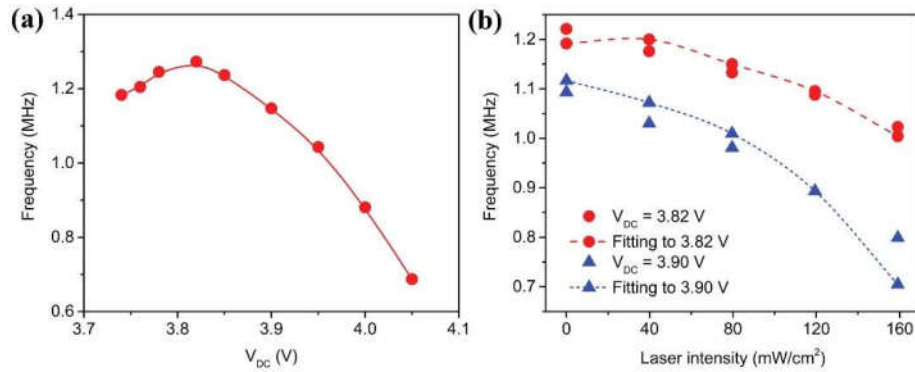 (a)
1.4
1.2
1.0
0.8
0.6
3.7
3.8
3.9
4.0
4.1
Frequency (MHz)
V_DC (V)
(b)
1.2
1.1
1.0
0.9
0.8
0.7
0
40
80
120
160
Frequency (MHz)
Laser intensity (mW/cm²)
V_DC = 3.82 V
Fitting to 3.82 V
V_DC = 3.90 V
Fitting to 3.90 V